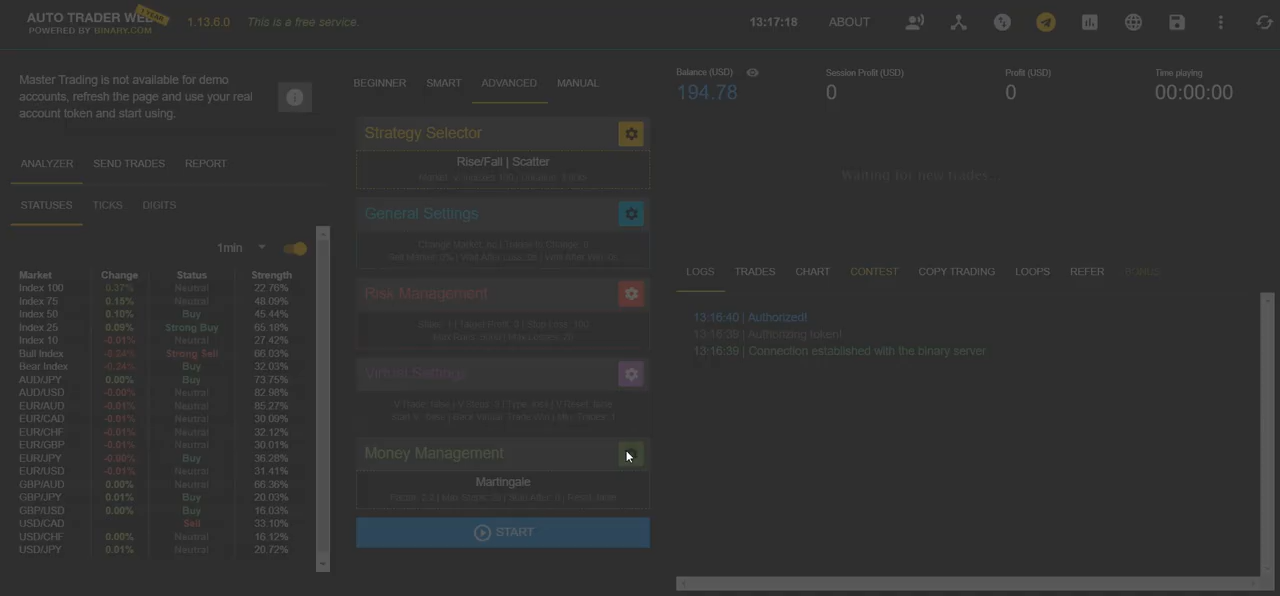 AUTO TRADER WEB
POWERED BY BINARY.COM
1.13.6.0
This is a free service.
13:17:18
ABOUT
Master Trading is not available for demo
accounts, refresh the page and use your real
account token and start using.
ANALYZER SEND TRADES REPORT
STATUSES TICKS DIGITS
1min
Market Change Status Strength
Index 100 0.37% Neutral 22.76%
Index 75 0.15% Neutral 48.09%
Index 50 0.10% Buy 45.44%
Index 25 0.09% Strong Buy 65.18%
Index 10 -0.01% Neutral 27.42%
Bull Index -0.24% Strong Sell 66.03%
Bear Index -0.24% Buy 32.03%
AUD/JPY 0.00% Buy 73.75%
AUD/USD -0.00% Neutral 82.98%
EUR/AUD -0.01% Neutral 85.27%
EUR/CAD -0.01% Neutral 30.09%
EUR/CHF -0.01% Neutral 32.12%
EUR/GBP -0.01% Neutral 30.01%
EUR/JPY -0.00% Buy 36.28%
EUR/USD -0.01% Neutral 31.41%
GBP/AUD 0.00% Neutral 66.36%
GBP/JPY 0.01% Buy 20.03%
GBP/USD 0.00% Buy 16.03%
USD/CAD Sell 33.10%
USD/CHF 0.00% Neutral 16.12%
USD/JPY 0.01% Neutral 20.72%
BEGINNER SMART ADVANCED MANUAL
Strategy Selector
Rise/Fall | Scatter
General Settings
Risk Management
Virtual Settings
Money Management
Martingale
START
Balance (USD) Session Profit (USD) Profit (USD) Time playing
194.78 0 0 00:00:00
Waiting for new trades...
LOGS TRADES CHART CONTEST COPY TRADING LOOPS REFER BONUS
13:16:40 | Authorized!
13:16:39 | Authorizing token!
13:16:39 | Connection established with the binary server